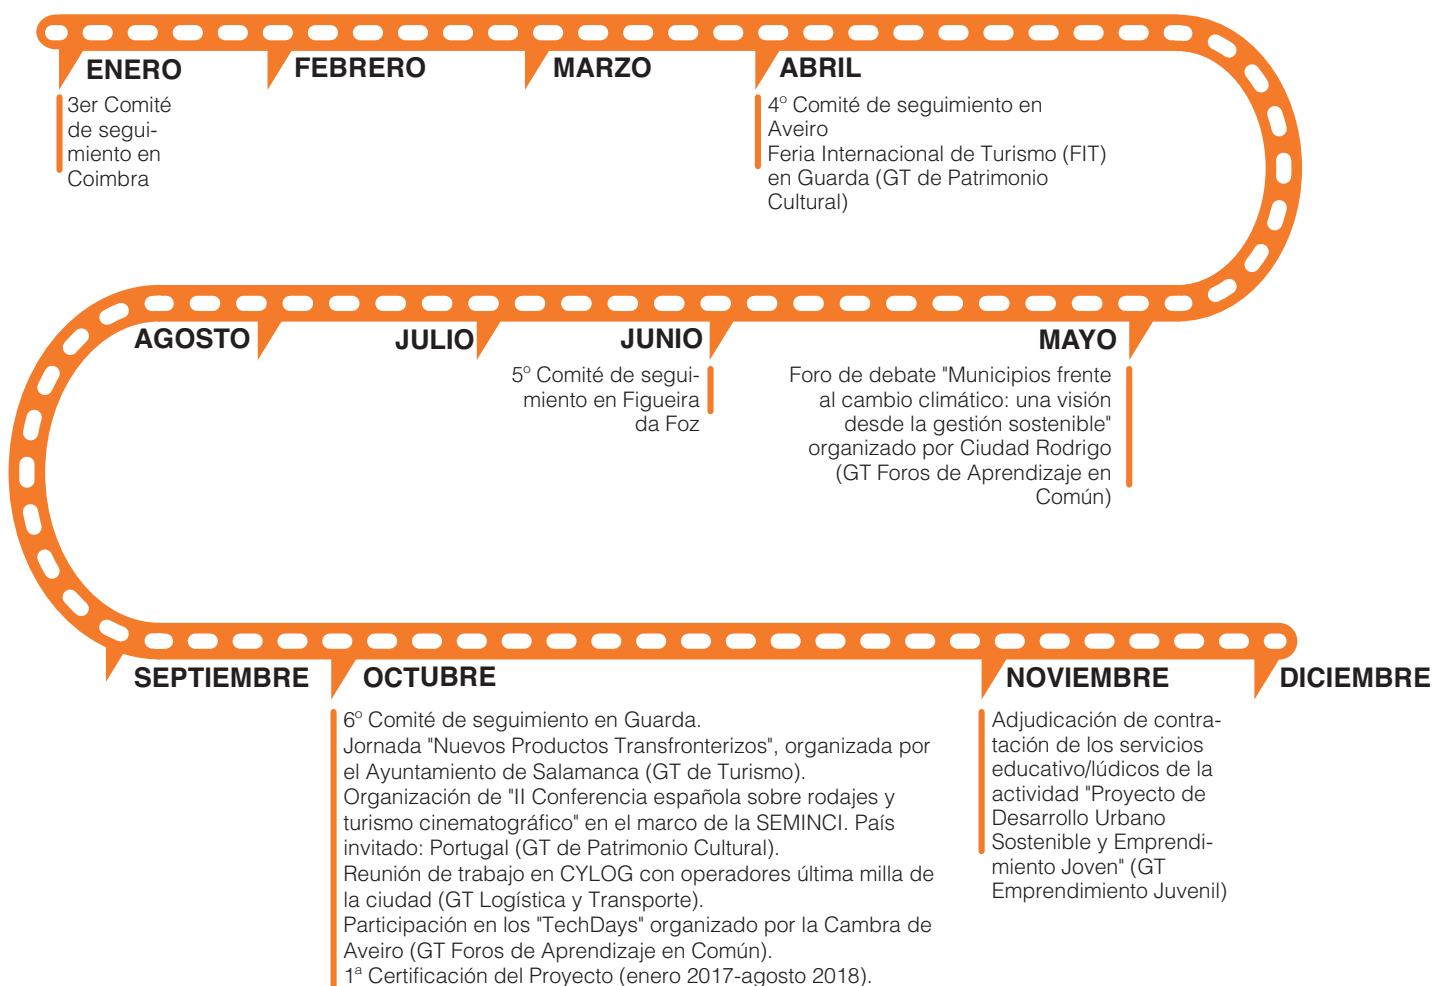 ENERO
3er Comité
de segui-
miento en
Coimbra
FEBRERO
MARZO
ABRIL
4º Comité de seguimiento en
Aveiro
Feria Internacional de Turismo (FIT)
en Guarda (GT de Patrimonio
Cultural)
MAYO
Foro de debate "Municipios frente
al cambio climático: una visión
desde la gestión sostenible"
organizado por Ciudad Rodrigo
(GT Foros de Aprendizaje en
Común)
JUNIO
5º Comité de segui-
miento en Figueira
da Foz
JULIO
AGOSTO
SEPTIEMBRE
OCTUBRE
6º Comité de seguimiento en Guarda.
Jornada "Nuevos Productos Transfronterizos", organizada por
el Ayuntamiento de Salamanca (GT de Turismo).
Organización de "II Conferencia española sobre rodajes y
turismo cinematográfico" en el marco de la SEMINCI. País
invitado: Portugal (GT de Patrimonio Cultural).
Reunión de trabajo en CYLOG con operadores última milla de
la ciudad (GT Logística y Transporte).
Participación en los "TechDays" organizado por la Cambra de
Aveiro (GT Foros de Aprendizaje en Común).
1ª Certificación del Proyecto (enero 2017-agosto 2018).
NOVIEMBRE
Adjudicación de contra-
tación de los servicios
educativo/lúdicos de la
actividad "Proyecto de
Desarrollo Urbano
Sostenible y Emprendi-
miento Joven" (GT
Emprendimiento Juvenil)
DICIEMBRE